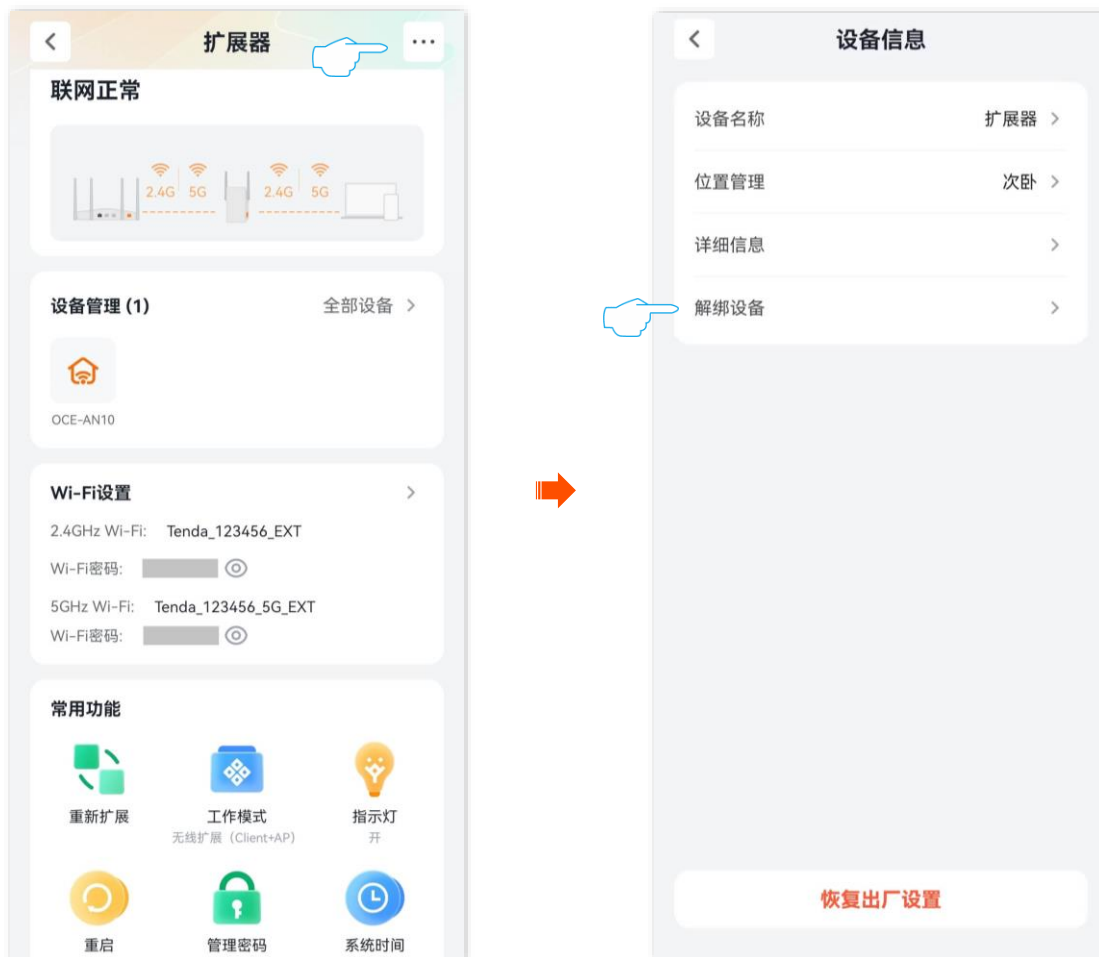 扩展器
...
联网正常
2.4G 5G 2.4G 5G
设备管理 (1) 全部设备
OCE-AN10
Wi-Fi设置
2.4GHz Wi-Fi: Tenda_123456_EXT
Wi-Fi密码:
5GHz Wi-Fi: Tenda_123456_5G_EXT
Wi-Fi密码:
常用功能
重新扩展 工作模式 指示灯
无线扩展（Client+AP） 开
重启 管理密码 系统时间
设备信息
设备名称 扩展器
位置管理 次卧
详细信息
解绑设备
恢复出厂设置